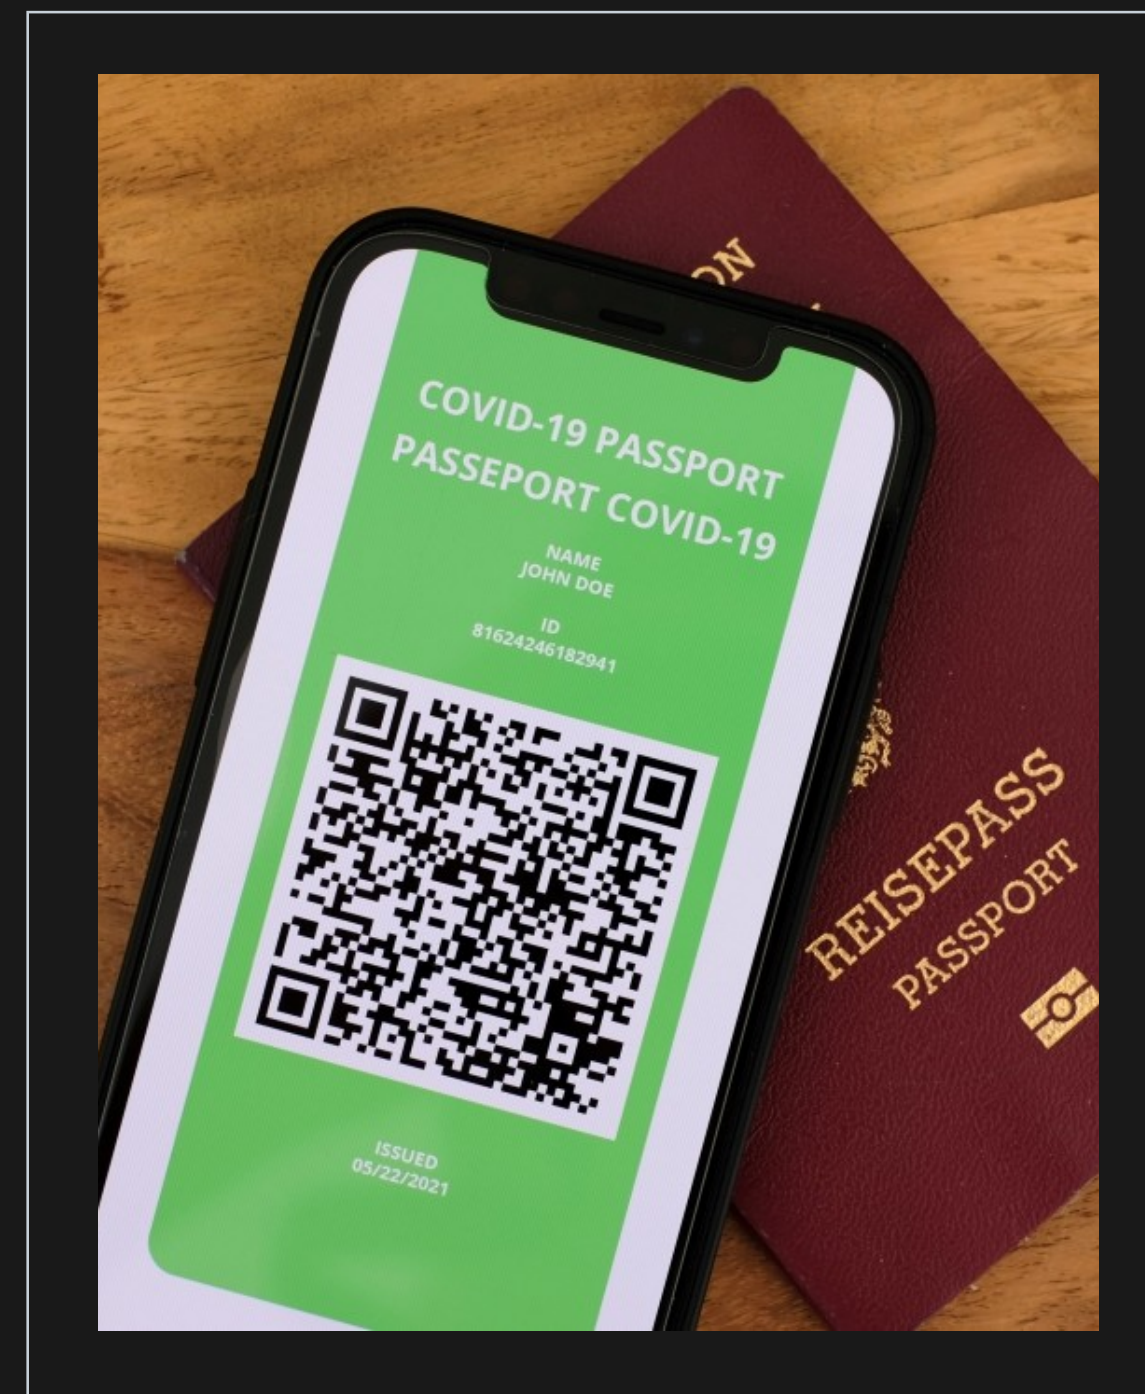 COVID-19 PASSPORT
PASSEPORT COVID-19
NAME
JOHN DOE
ID
81624246182941
ISSUED
05/22/2021
REISEPASS
PASSPORT